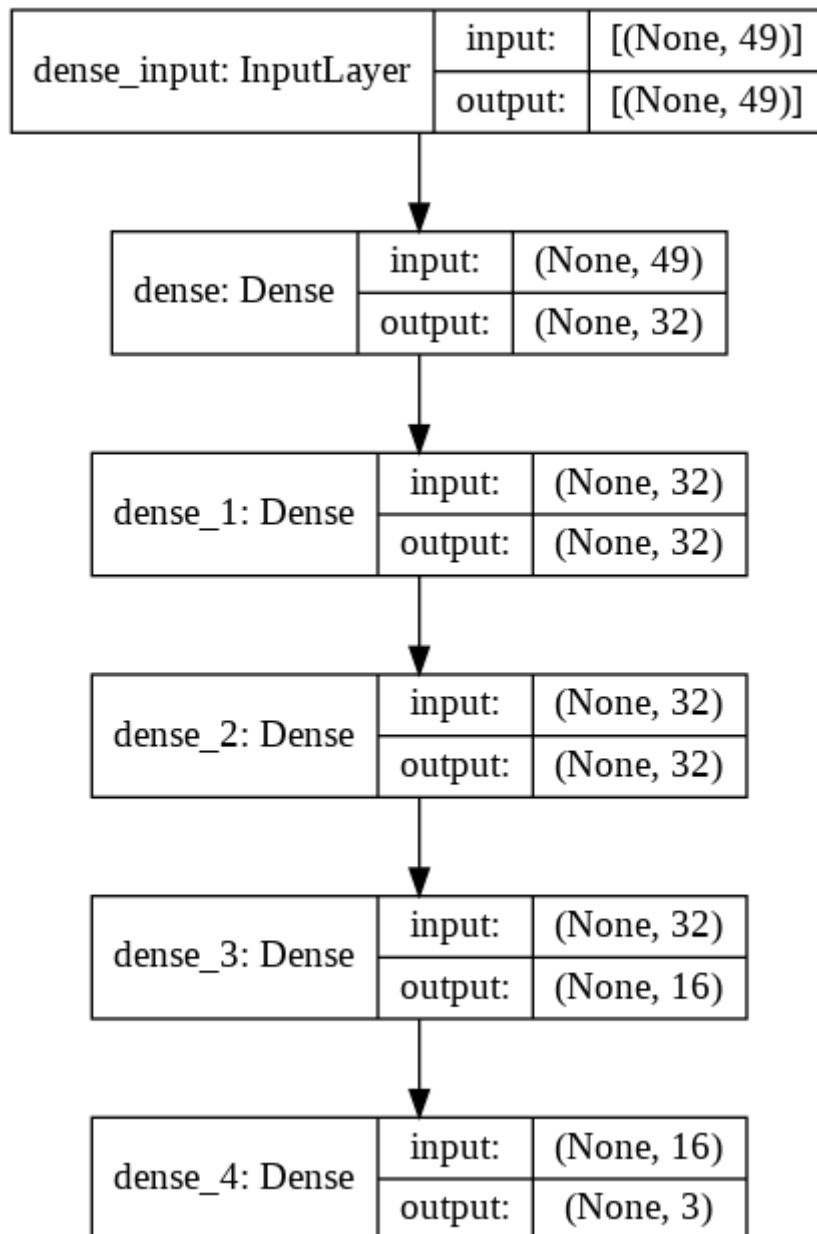 dense_input: InputLayer
input: [(None, 49)]
output: [(None, 49)]
dense: Dense
input: (None, 49)
output: (None, 32)
dense_1: Dense
input: (None, 32)
output: (None, 32)
dense_2: Dense
input: (None, 32)
output: (None, 32)
dense_3: Dense
input: (None, 32)
output: (None, 16)
dense_4: Dense
input: (None, 16)
output: (None, 3)